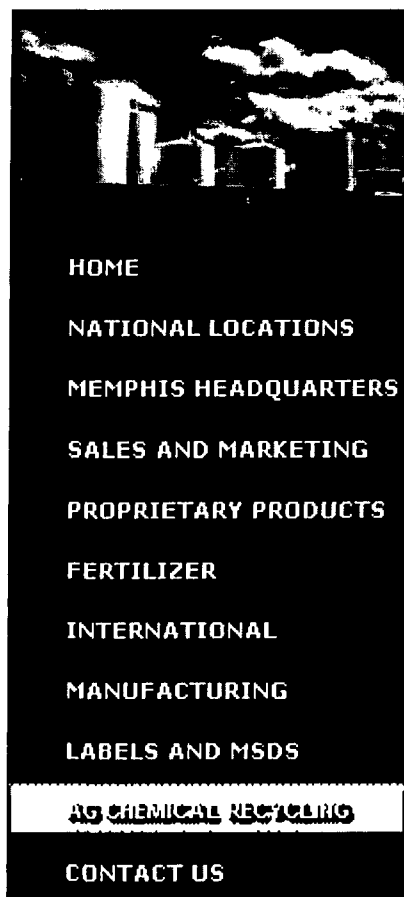 HOME
NATIONAL LOCATIONS
MEMPHIS HEADQUARTERS
SALES AND MARKETING
PROPRIETARY PRODUCTS
FERTILIZER
INTERNATIONAL
MANUFACTURING
LABELS AND MSDS
AG CHEMICAL RECYCLING
CONTACT US